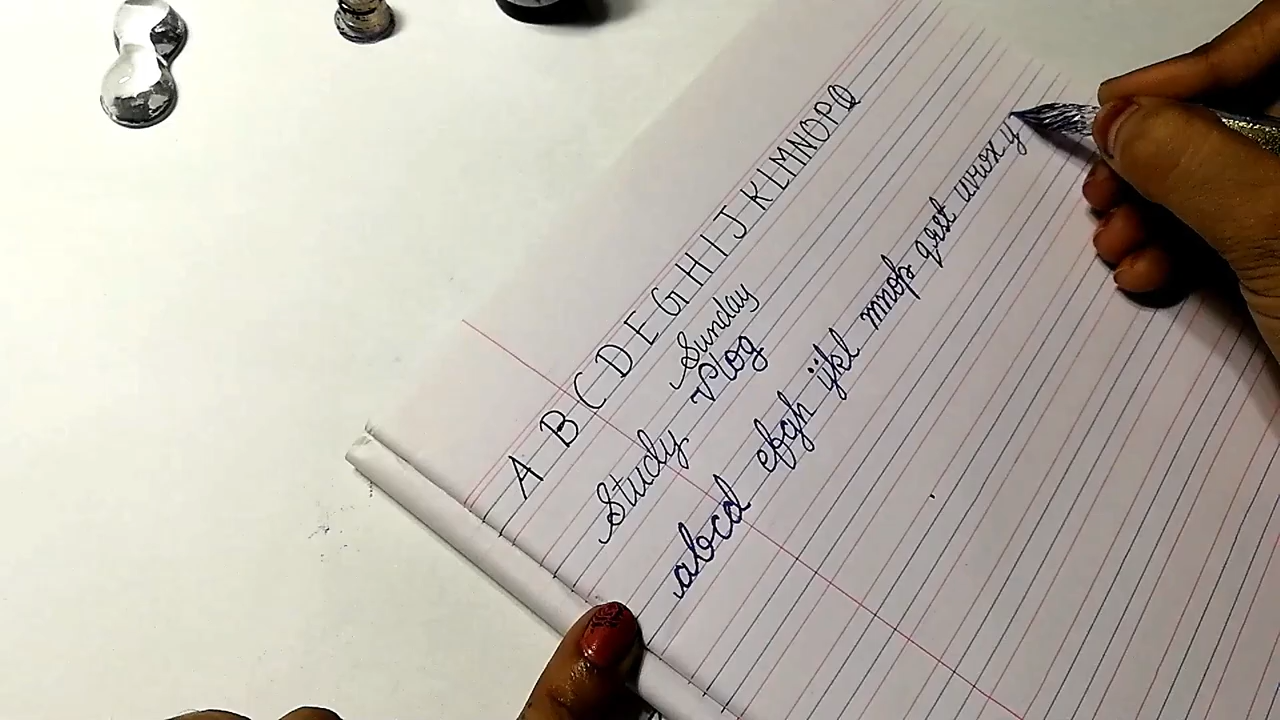 A B C D E G H I J K L M N O P Q
Sunday
Study Vlog
abcd efgh ijkl mnop qrst uvwx y